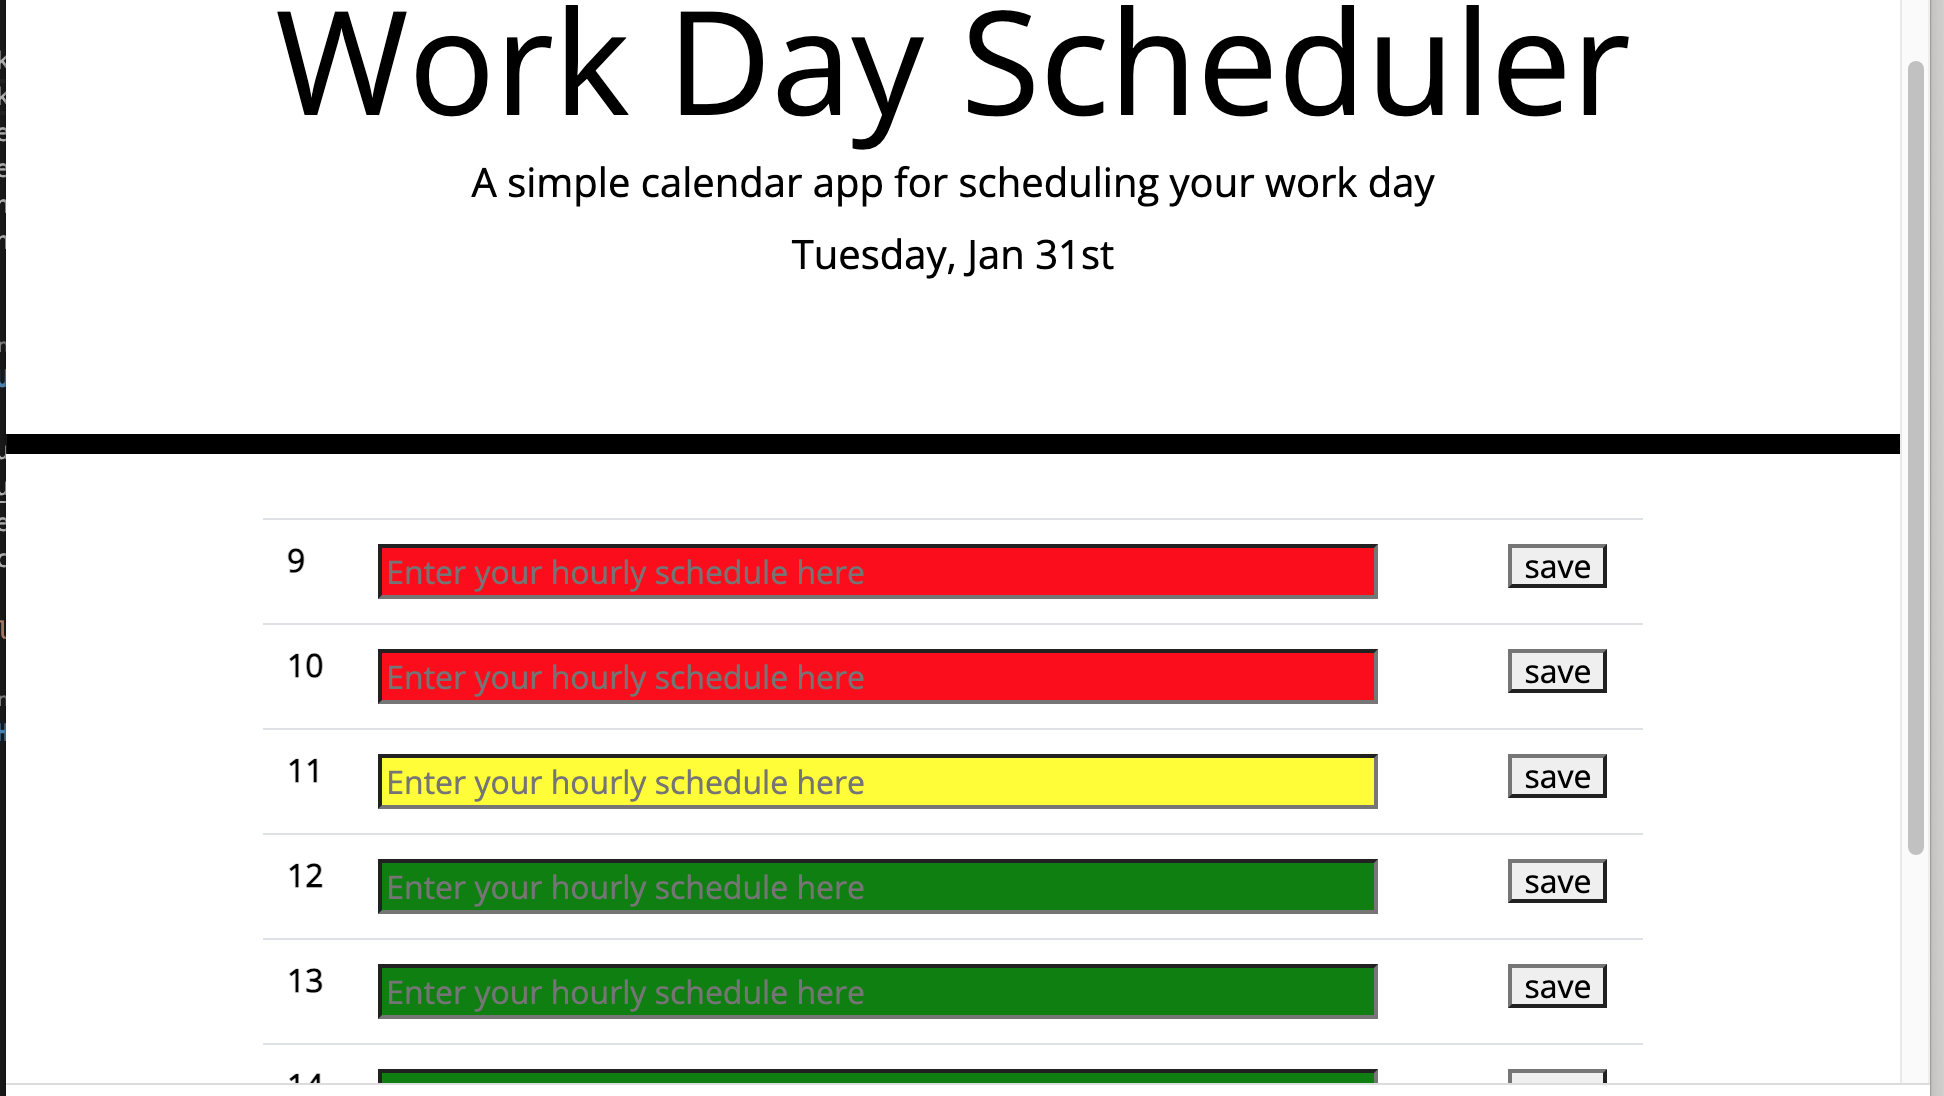 Work Day Scheduler
A simple calendar app for scheduling your work day
Tuesday, Jan 31st
9 Enter your hourly schedule here save
10 Enter your hourly schedule here save
11 Enter your hourly schedule here save
12 Enter your hourly schedule here save
13 Enter your hourly schedule here save
14